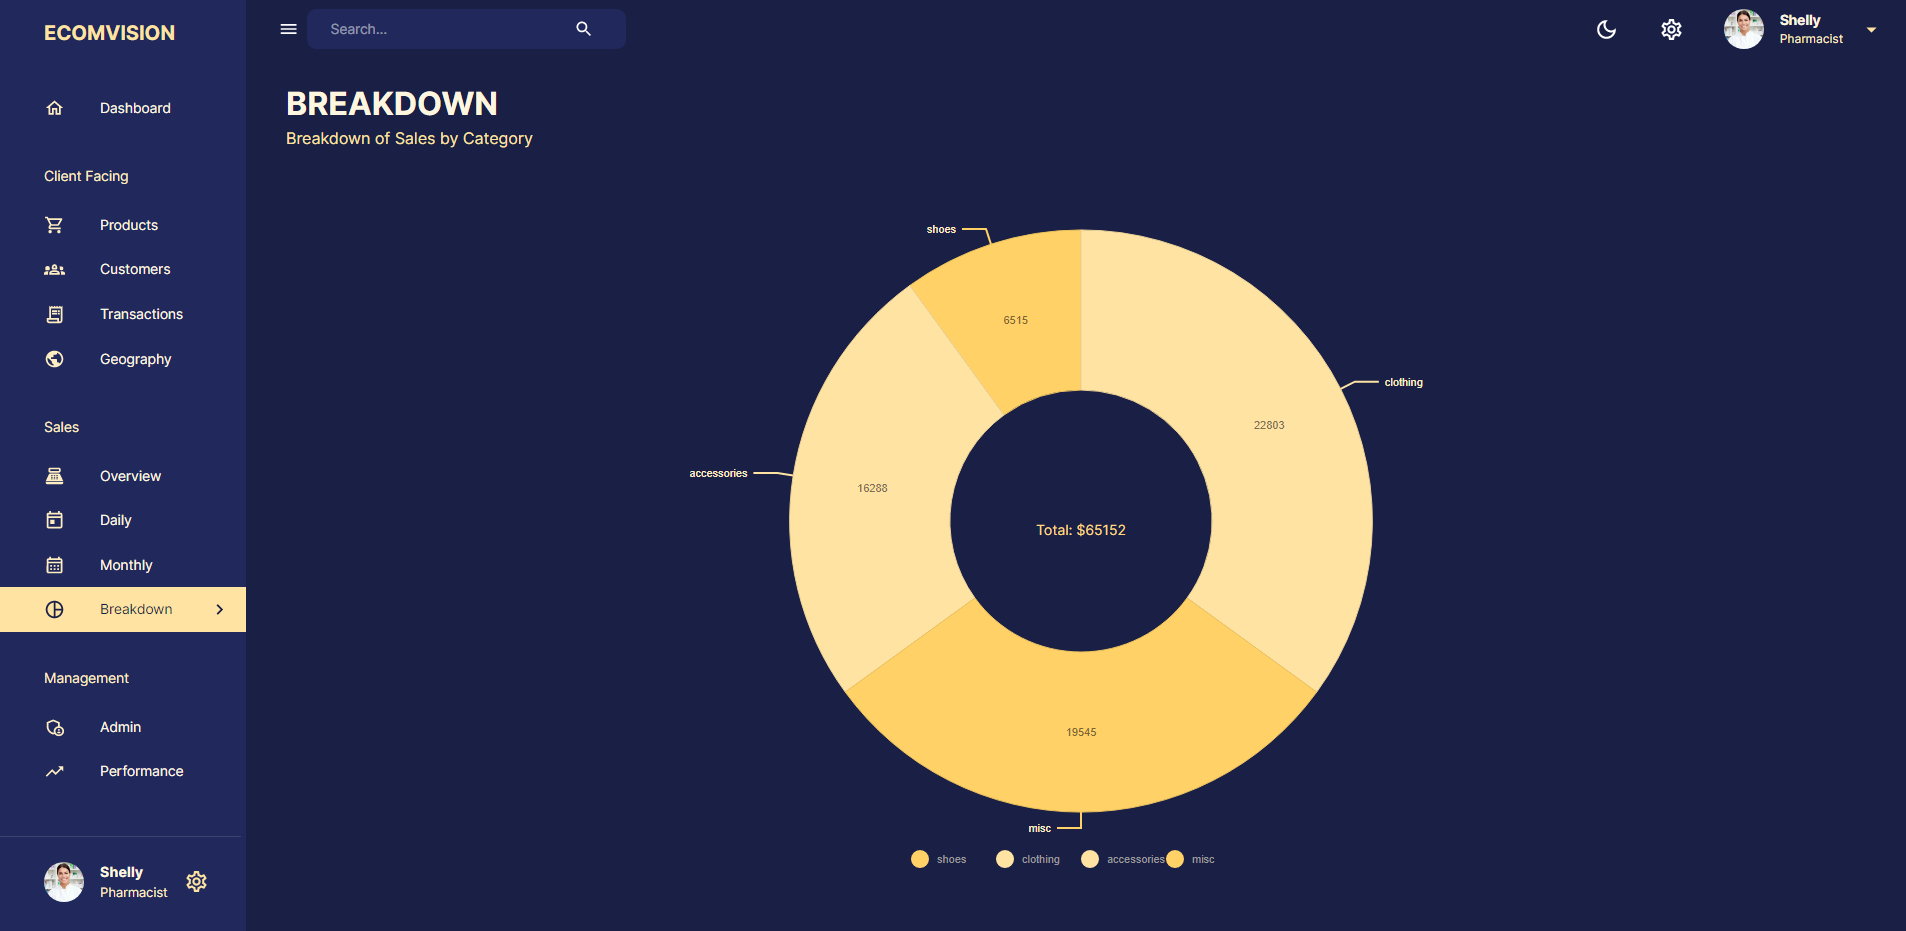 ECOMVISION
Dashboard
Client Facing
Products
Customers
Transactions
Geography
Sales
Overview
Daily
Monthly
Breakdown
Management
Admin
Performance
Shelly
Pharmacist
Search...
Shelly
Pharmacist
BREAKDOWN
Breakdown of Sales by Category
shoes
6515
clothing
22803
accessories
16288
Total: $65152
19545
misc
shoes clothing accessories misc